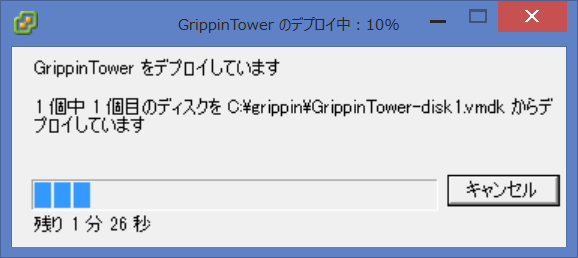 GrippinTower のデプロイ中：10%
GrippinTower をデプロイしています
1 個中 1 個目のディスクを C:¥grippin¥GrippinTower-disk1.vmdk からデ
プロイしています
キャンセル
残り 1 分 26 秒